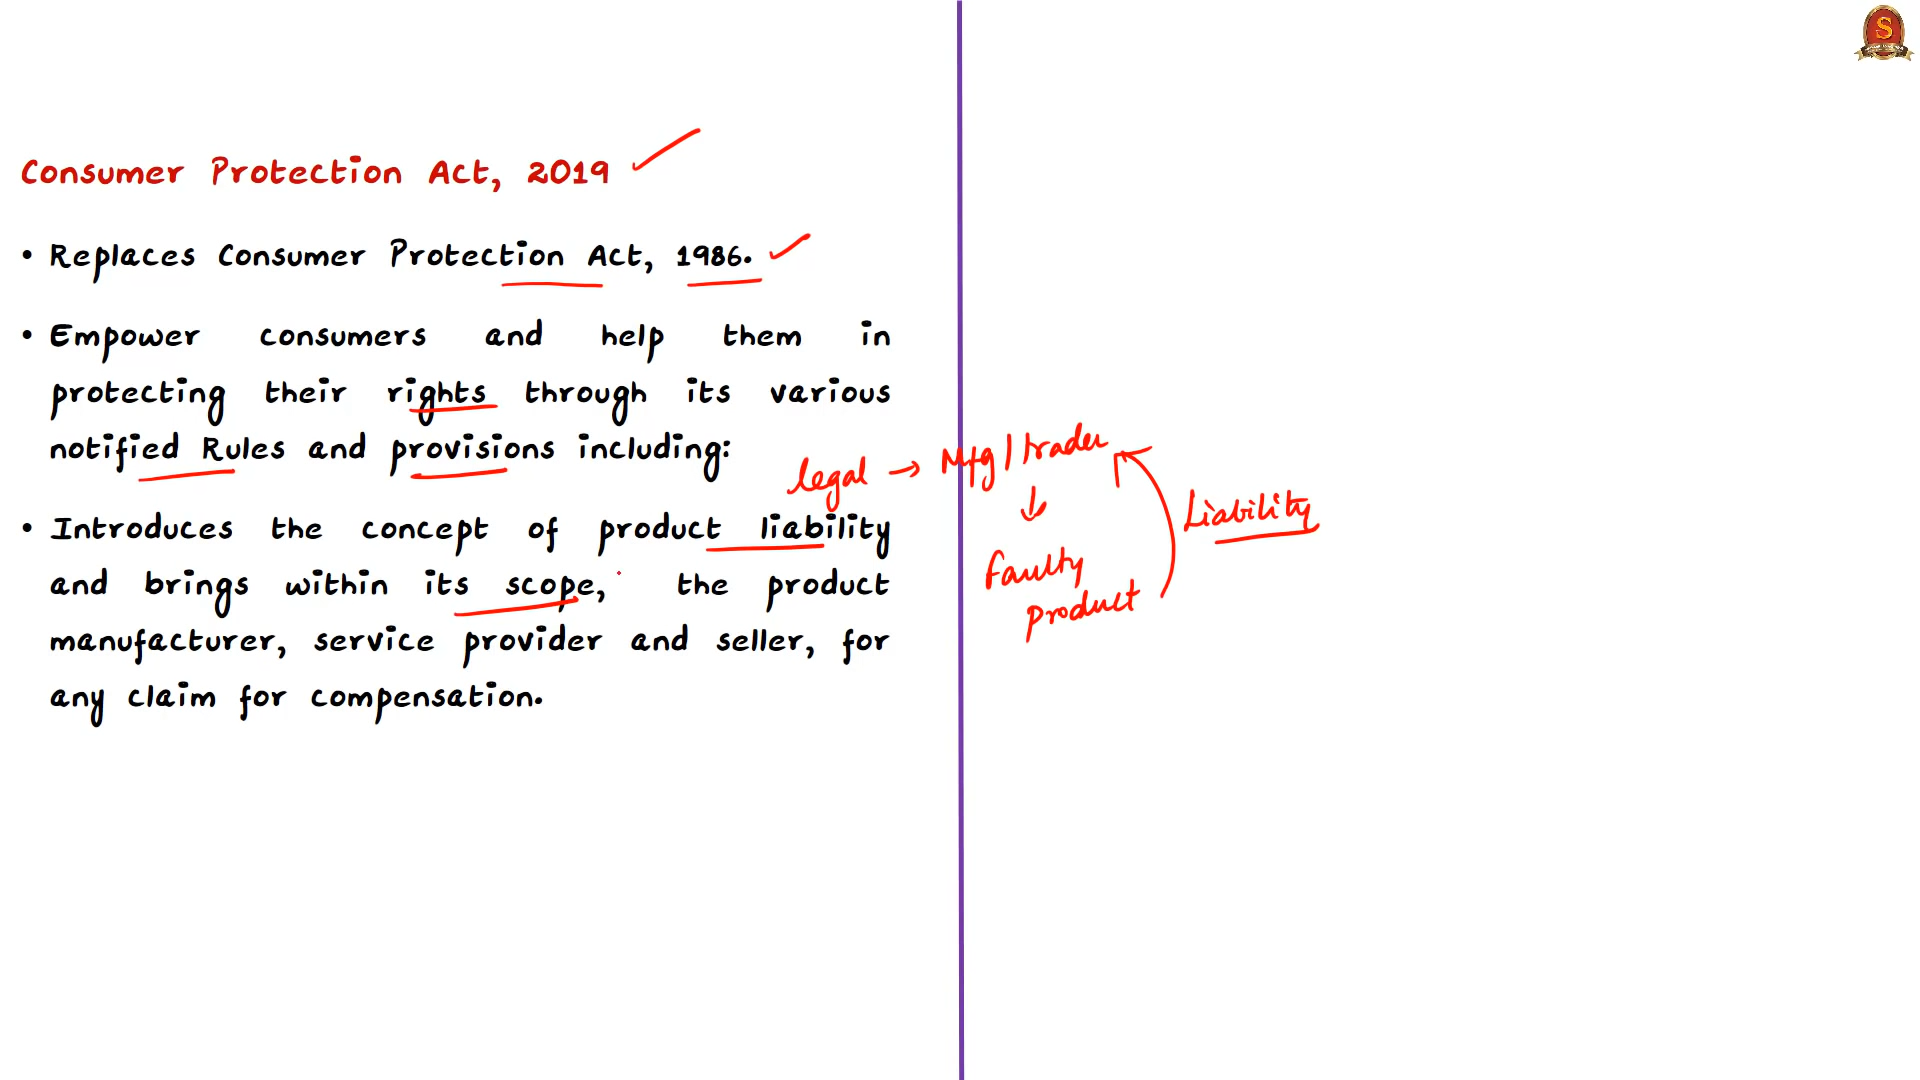 Consumer Protection Act, 2019
• Replaces Consumer Protection Act, 1986.
• Empower consumers and help them in
protecting their rights through its various
notified Rules and provisions including:
• Introduces the concept of product liability
and brings within its scope, the product
manufacturer, service provider and seller, for
any claim for compensation.
legal → Mfg / trader
↓
Faulty
product
Liability
S